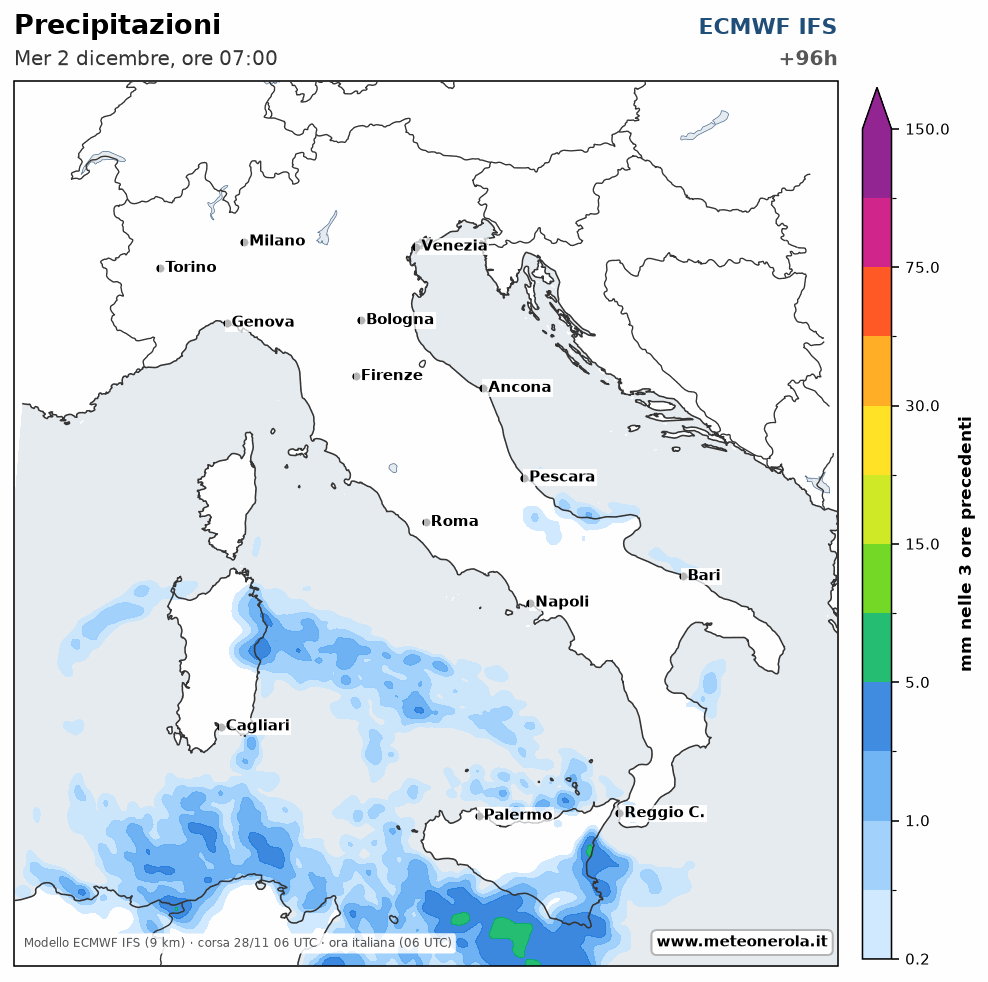 Precipitazioni
ECMWF IFS
Mer 2 dicembre, ore 07:00
+96h
150.0
75.0
30.0
15.0
5.0
1.0
0.2
mm nelle 3 ore precedenti
Milano
Venezia
Torino
Genova
Bologna
Firenze
Ancona
Pescara
Roma
Bari
Napoli
Cagliari
Palermo
Reggio C.
Modello ECMWF IFS (9 km) · corsa 28/11 06 UTC · ora italiana (06 UTC)
www.meteonerola.it